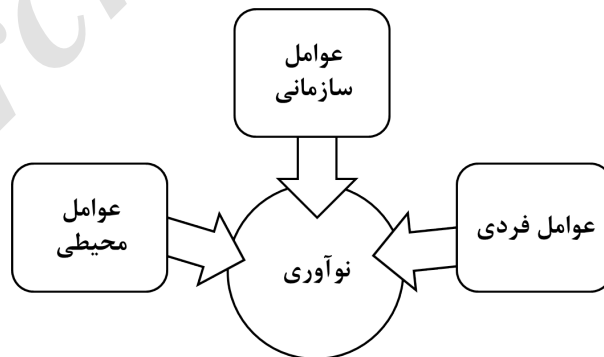 عوامل
سازمانی
عوامل فردی
عوامل
محیطی
نوآوری